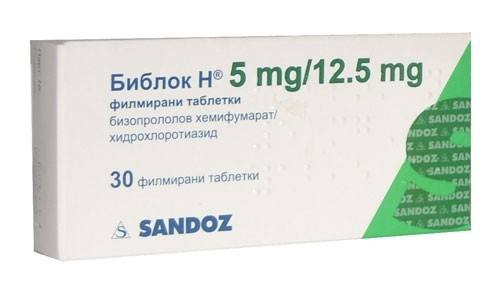 Библок H® 5 mg/12.5 mg
филмирани таблетки
бизопрололов хемифумарат/
хидрохлоротиазид
30 филмирани таблетки
SANDOZ